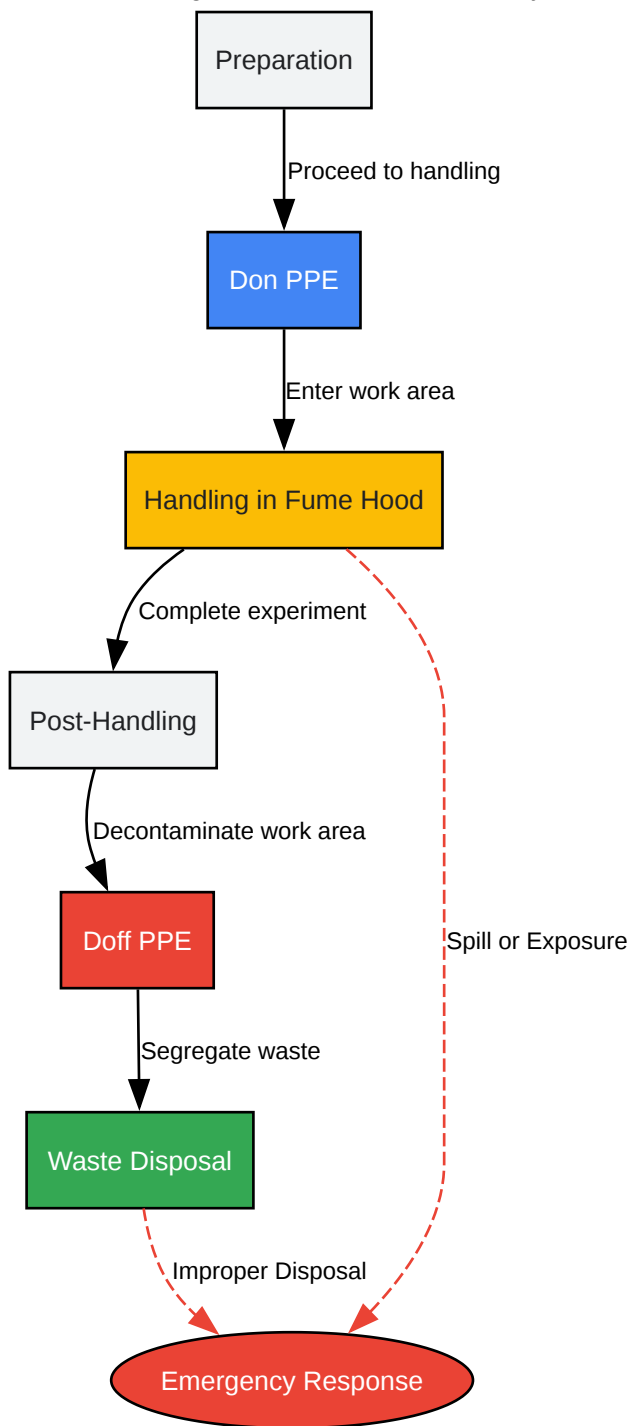 Preparation
Proceed to handling
Don PPE
Enter work area
Handling in Fume Hood
Complete experiment
Post-Handling
Decontaminate work area
Doff PPE
Spill or Exposure
Segregate waste
Waste Disposal
Improper Disposal
Emergency Response